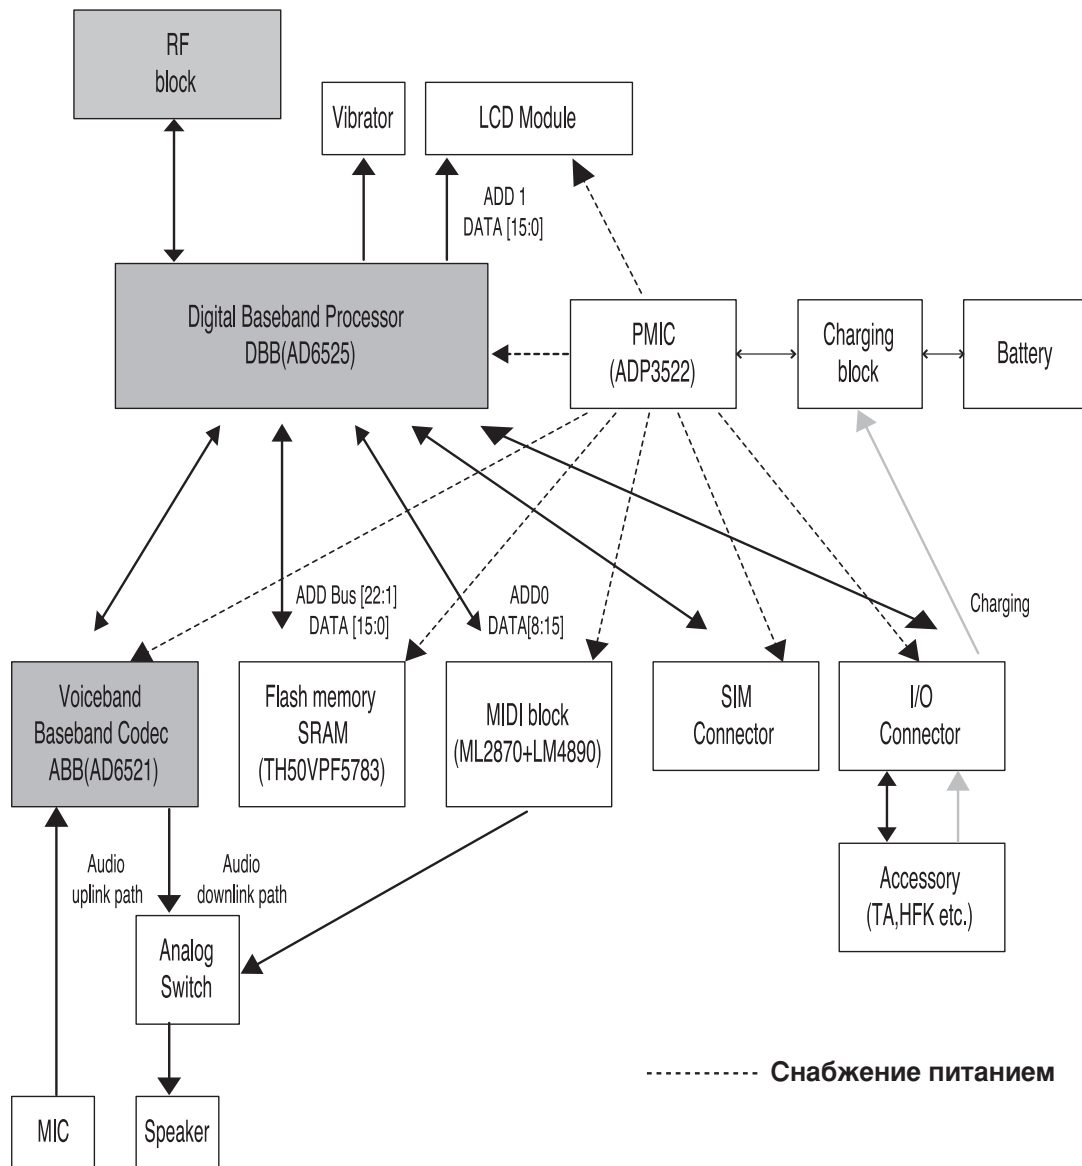 RF
block
Vibrator
LCD Module
ADD 1
DATA [15:0]
Digital Baseband Processor
DBB(AD6525)
PMIC
(ADP3522)
Charging
block
Battery
ADD Bus [22:1]
DATA [15:0]
ADD0
DATA[8:15]
Charging
Voiceband
Baseband Codec
ABB(AD6521)
Flash memory
SRAM
(TH50VPF5783)
MIDI block
(ML2870+LM4890)
SIM
Connector
I/O
Connector
Audio
uplink path
Audio
downlink path
Accessory
(TA,HFK etc.)
Analog
Switch
Снабжение питанием
MIC
Speaker